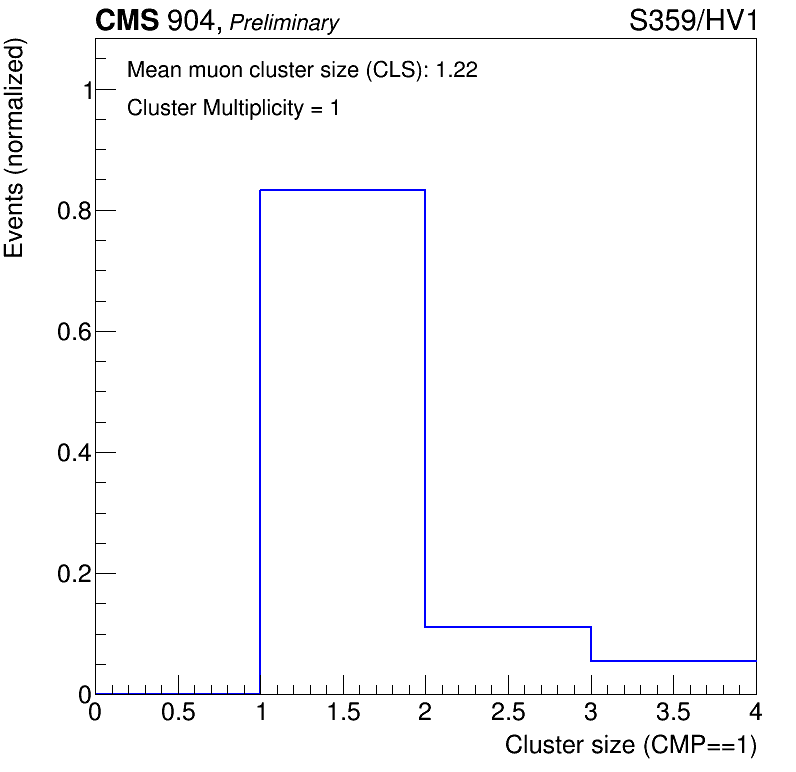 CMS 904, Preliminary S359/HV1
Mean muon cluster size (CLS): 1.22
Cluster Multiplicity = 1
Events (normalized)
1
0.8
0.6
0.4
0.2
0
0 0.5 1 1.5 2 2.5 3 3.5 4
Cluster size (CMP==1)